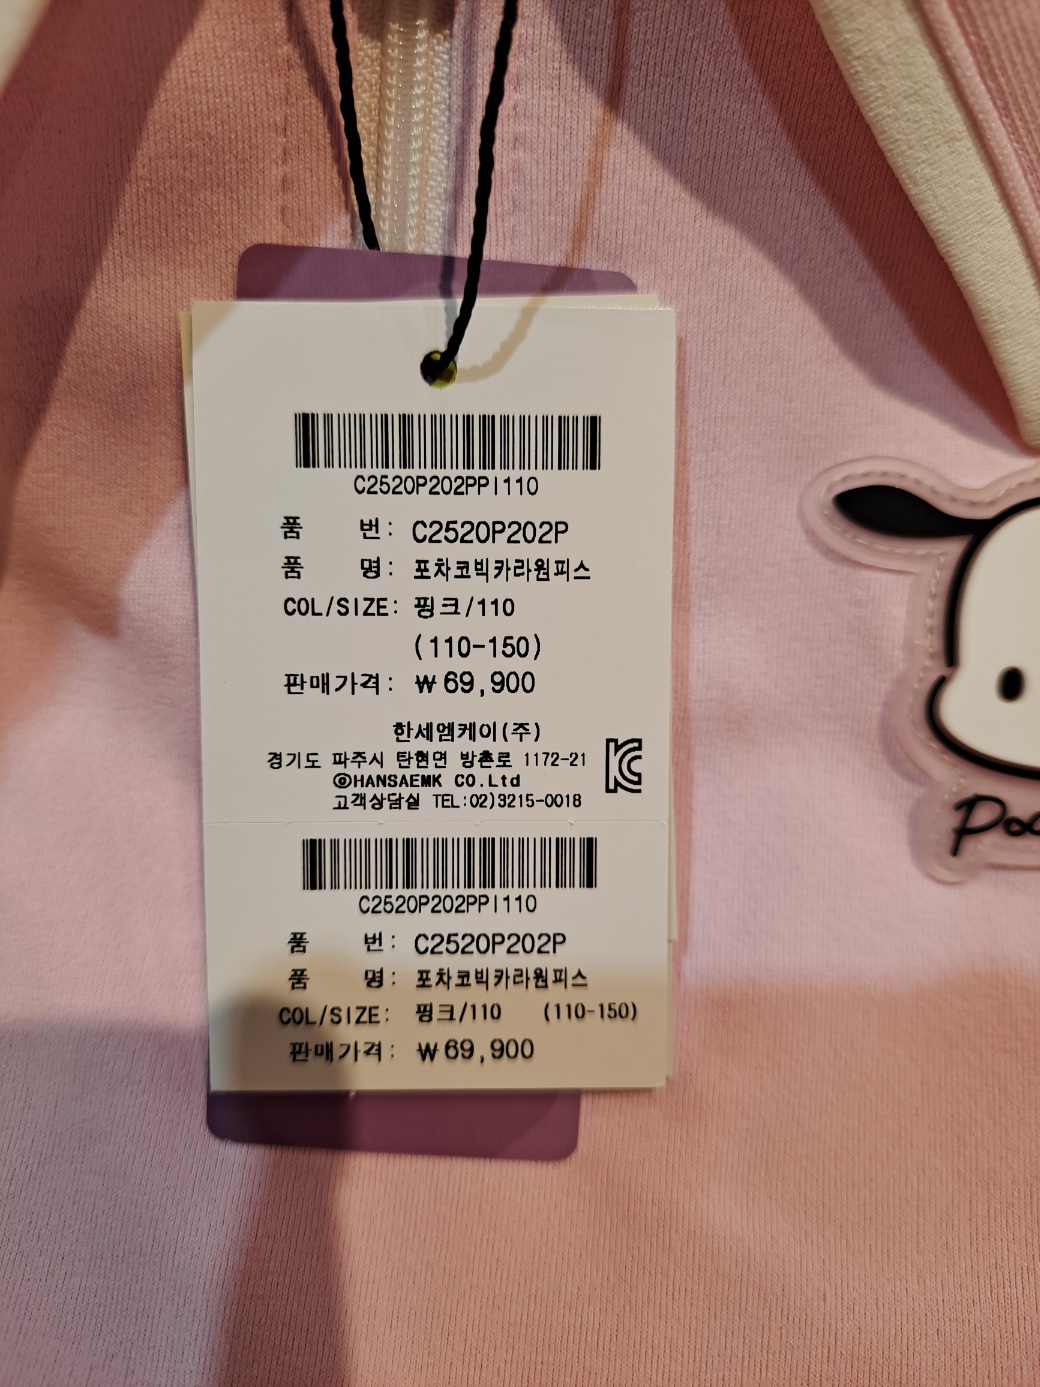 C2520P202PPI110
품 번: C2520P202P
품 명: 포차코빅카라원피스
COL/SIZE: 핑크/110
(110-150)
판매가격: ₩69,900
한세엠케이(주)
경기도 파주시 탄현면 방촌로 1172-21
ⓒHANSAEMK CO.Ltd
고객상담실 TEL:02)3215-0018
C2520P202PPI110
품 번: C2520P202P
품 명: 포차코빅카라원피스
COL/SIZE: 핑크/110 (110-150)
판매가격: ₩69,900